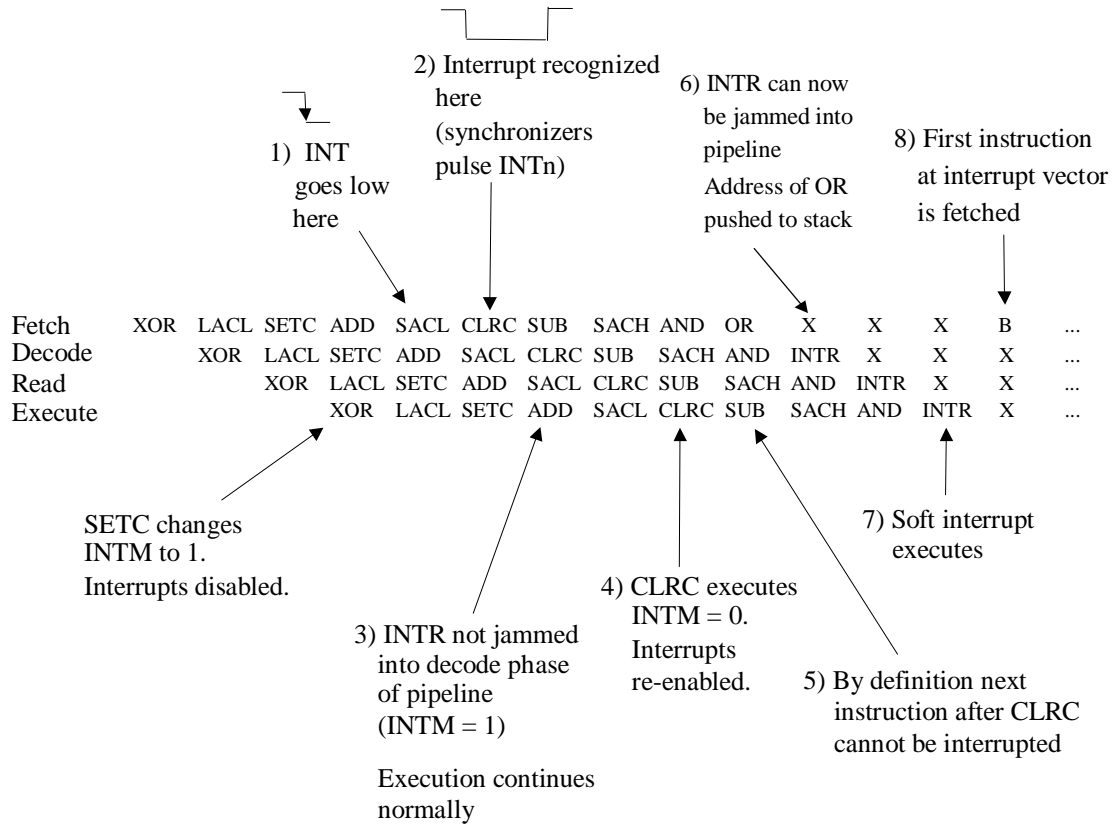 2) Interrupt recognized
here
(synchronizers
pulse INTn)
6) INTR can now
be jammed into
pipeline
Address of OR
pushed to stack
1) INT
goes low
here
8) First instruction
at interrupt vector
is fetched
Fetch XOR LACL SETC ADD SACL CLRC SUB SACH AND OR X X X B ...
Decode XOR LACL SETC ADD SACL CLRC SUB SACH AND INTR X X X ...
Read XOR LACL SETC ADD SACL CLRC SUB SACH AND INTR X X ...
Execute XOR LACL SETC ADD SACL CLRC SUB SACH AND INTR X ...
SETC changes
INTM to 1.
Interrupts disabled.
3) INTR not jammed
into decode phase
of pipeline
(INTM = 1)
Execution continues
normally
4) CLRC executes
INTM = 0.
Interrupts
re-enabled.
7) Soft interrupt
executes
5) By definition next
instruction after CLRC
cannot be interrupted